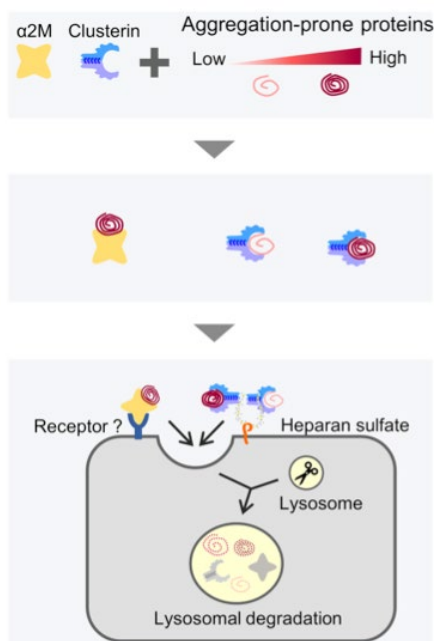 Aggregation-prone proteins
α2M Clusterin
Low High
Receptor ? Heparan sulfate
Lysosome
Lysosomal degradation